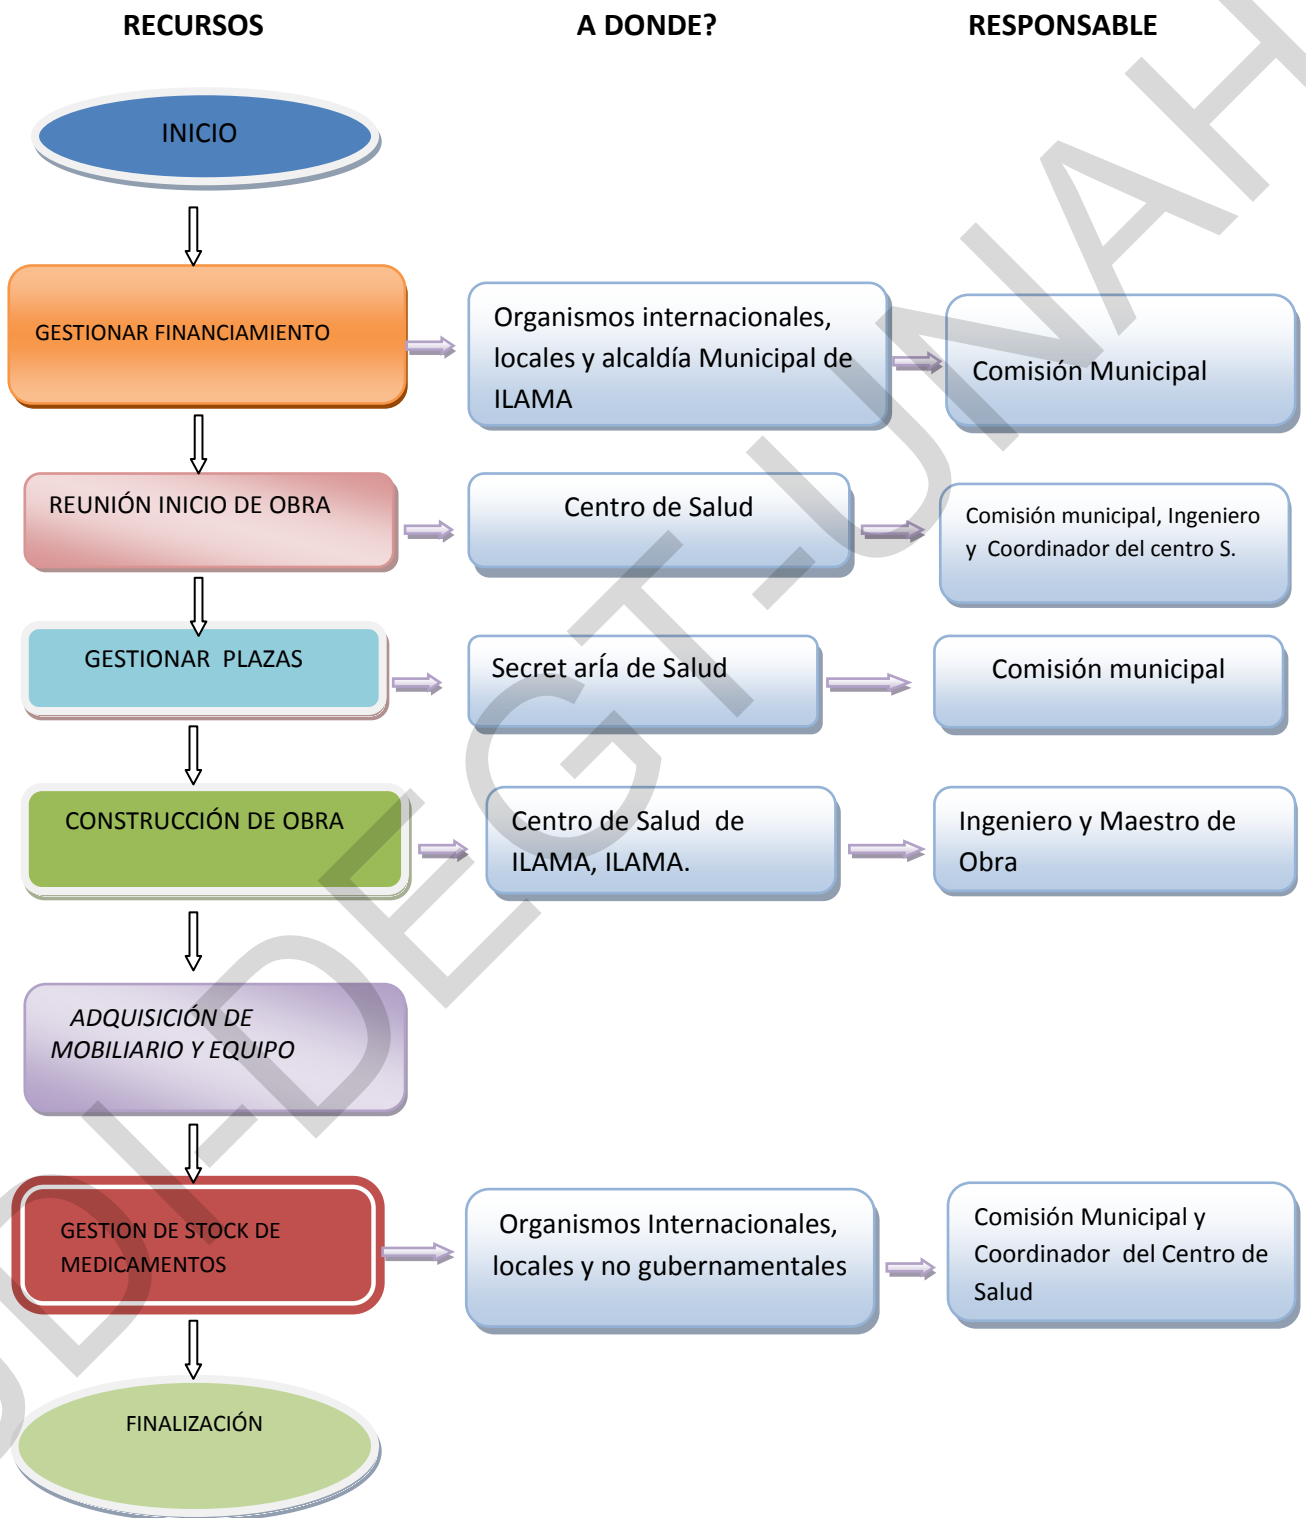 RECURSOS
A DONDE?
RESPONSABLE
INICIO
GESTIONAR FINANCIAMIENTO
Organismos internacionales,
locales y alcaldía Municipal de
ILAMA
Comisión Municipal
REUNIÓN INICIO DE OBRA
Centro de Salud
Comisión municipal, Ingeniero
y Coordinador del centro S.
GESTIONAR PLAZAS
Secret aría de Salud
Comisión municipal
CONSTRUCCIÓN DE OBRA
Centro de Salud de
ILAMA, ILAMA.
Ingeniero y Maestro de
Obra
ADQUISICIÓN DE
MOBILIARIO Y EQUIPO
GESTION DE STOCK DE
MEDICAMENTOS
Organismos Internacionales,
locales y no gubernamentales
Comisión Municipal y
Coordinador del Centro de
Salud
FINALIZACIÓN
UDI-DEGT-UNAH